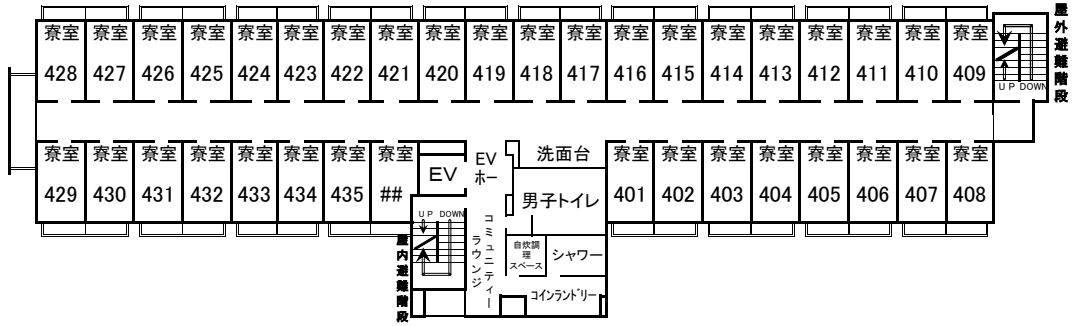 寮室 寮室 寮室 寮室 寮室 寮室 寮室 寮室 寮室 寮室 寮室 寮室 寮室 寮室 寮室 寮室 寮室 寮室 寮室 寮室
428 427 426 425 424 423 422 421 420 419 418 417 416 415 414 413 412 411 410 409
UP DOWN
屋外避難階段
寮室 寮室 寮室 寮室 寮室 寮室 寮室 寮室
429 430 431 432 433 434 435 ##
EV
EV
ホー
洗面台
男子トイレ
寮室 寮室 寮室 寮室 寮室 寮室 寮室 寮室
401 402 403 404 405 406 407 408
UP DOWN
屋内避難階段
コミュニティー
ラウンジ
自炊調
理
スペース
シャワー
コインランドリー